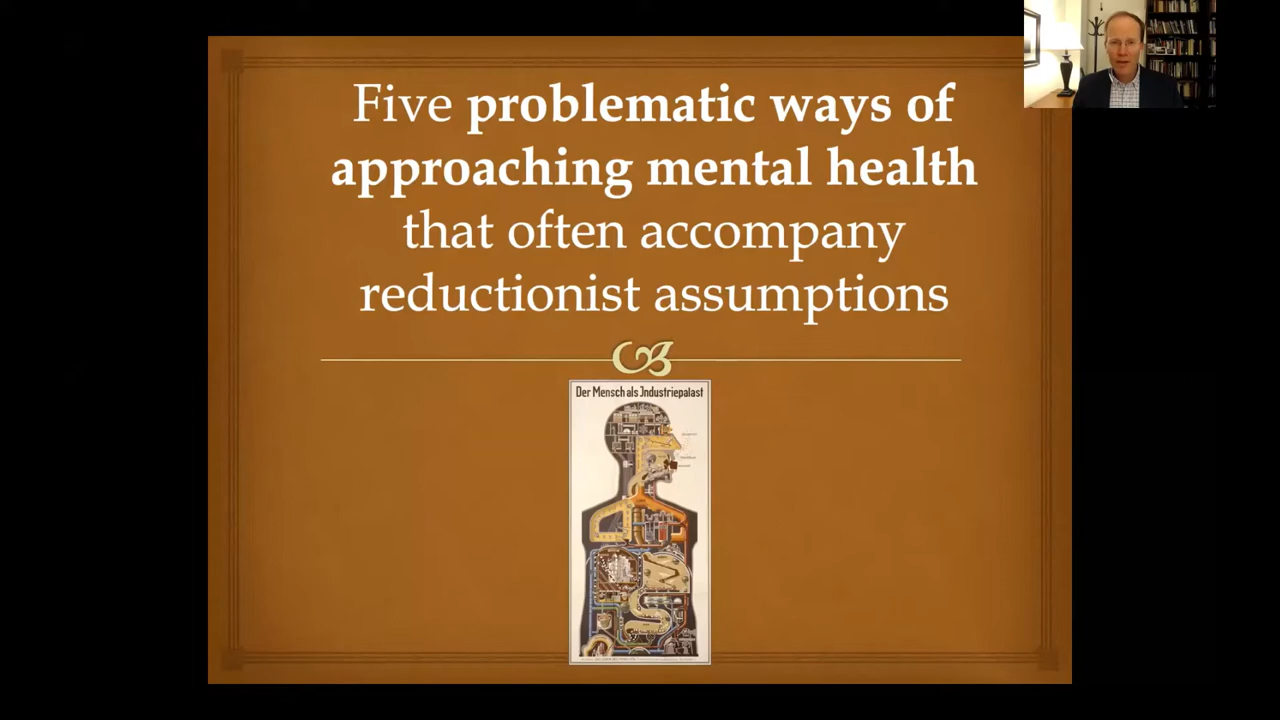 Five problematic ways of
approaching mental health
that often accompany
reductionist assumptions
Der Mensch als Industriepalast